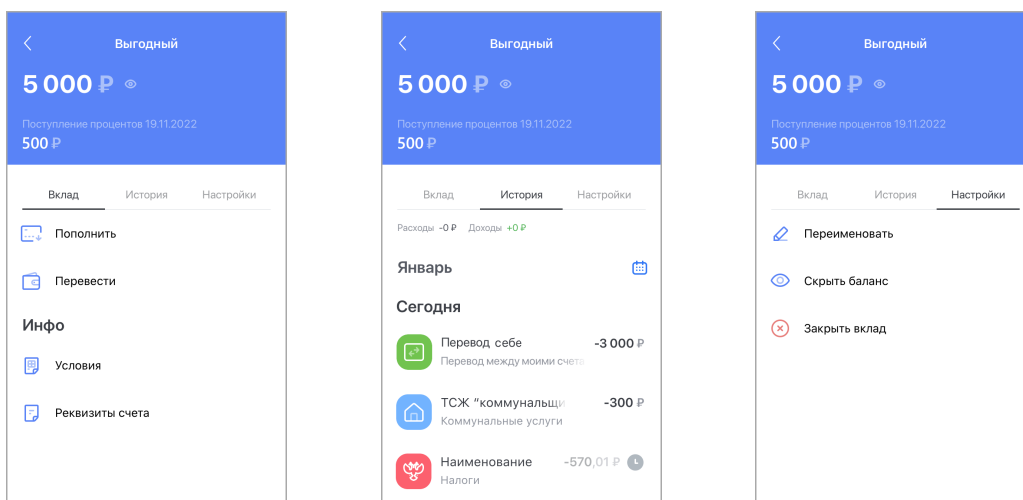 Выгодный
5 000 ₽
Поступление процентов 19.11.2022
500 ₽
Вклад История Настройки
Пополнить
Перевести
Инфо
Условия
Реквизиты счета
Выгодный
5 000 ₽
Поступление процентов 19.11.2022
500 ₽
Вклад История Настройки
Расходы -0 ₽ Доходы +0 ₽
Январь
Сегодня
Перевод себе -3 000 ₽
Перевод между моими счета
ТСЖ “коммунальщи -300 ₽
Коммунальные услуги
Наименование -570,01 ₽
Налоги
Выгодный
5 000 ₽
Поступление процентов 19.11.2022
500 ₽
Вклад История Настройки
Переименовать
Скрыть баланс
Закрыть вклад